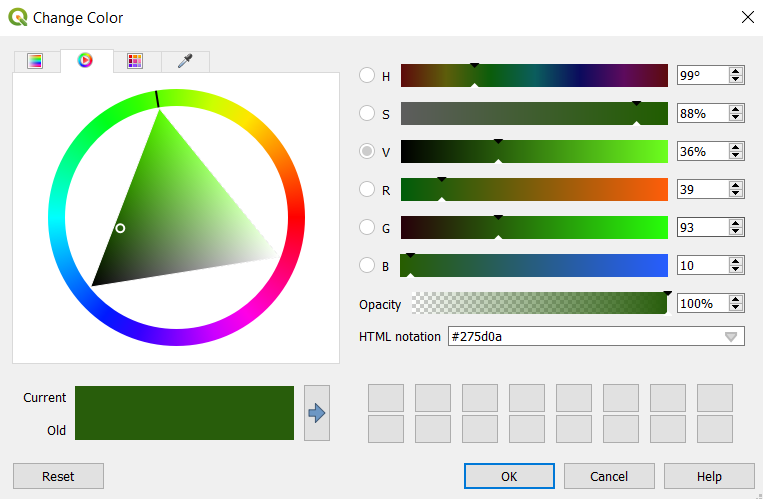 Change Color
H 99°
S 88%
V 36%
R 39
G 93
B 10
Opacity 100%
HTML notation #275d0a
Current
Old
Reset OK Cancel Help